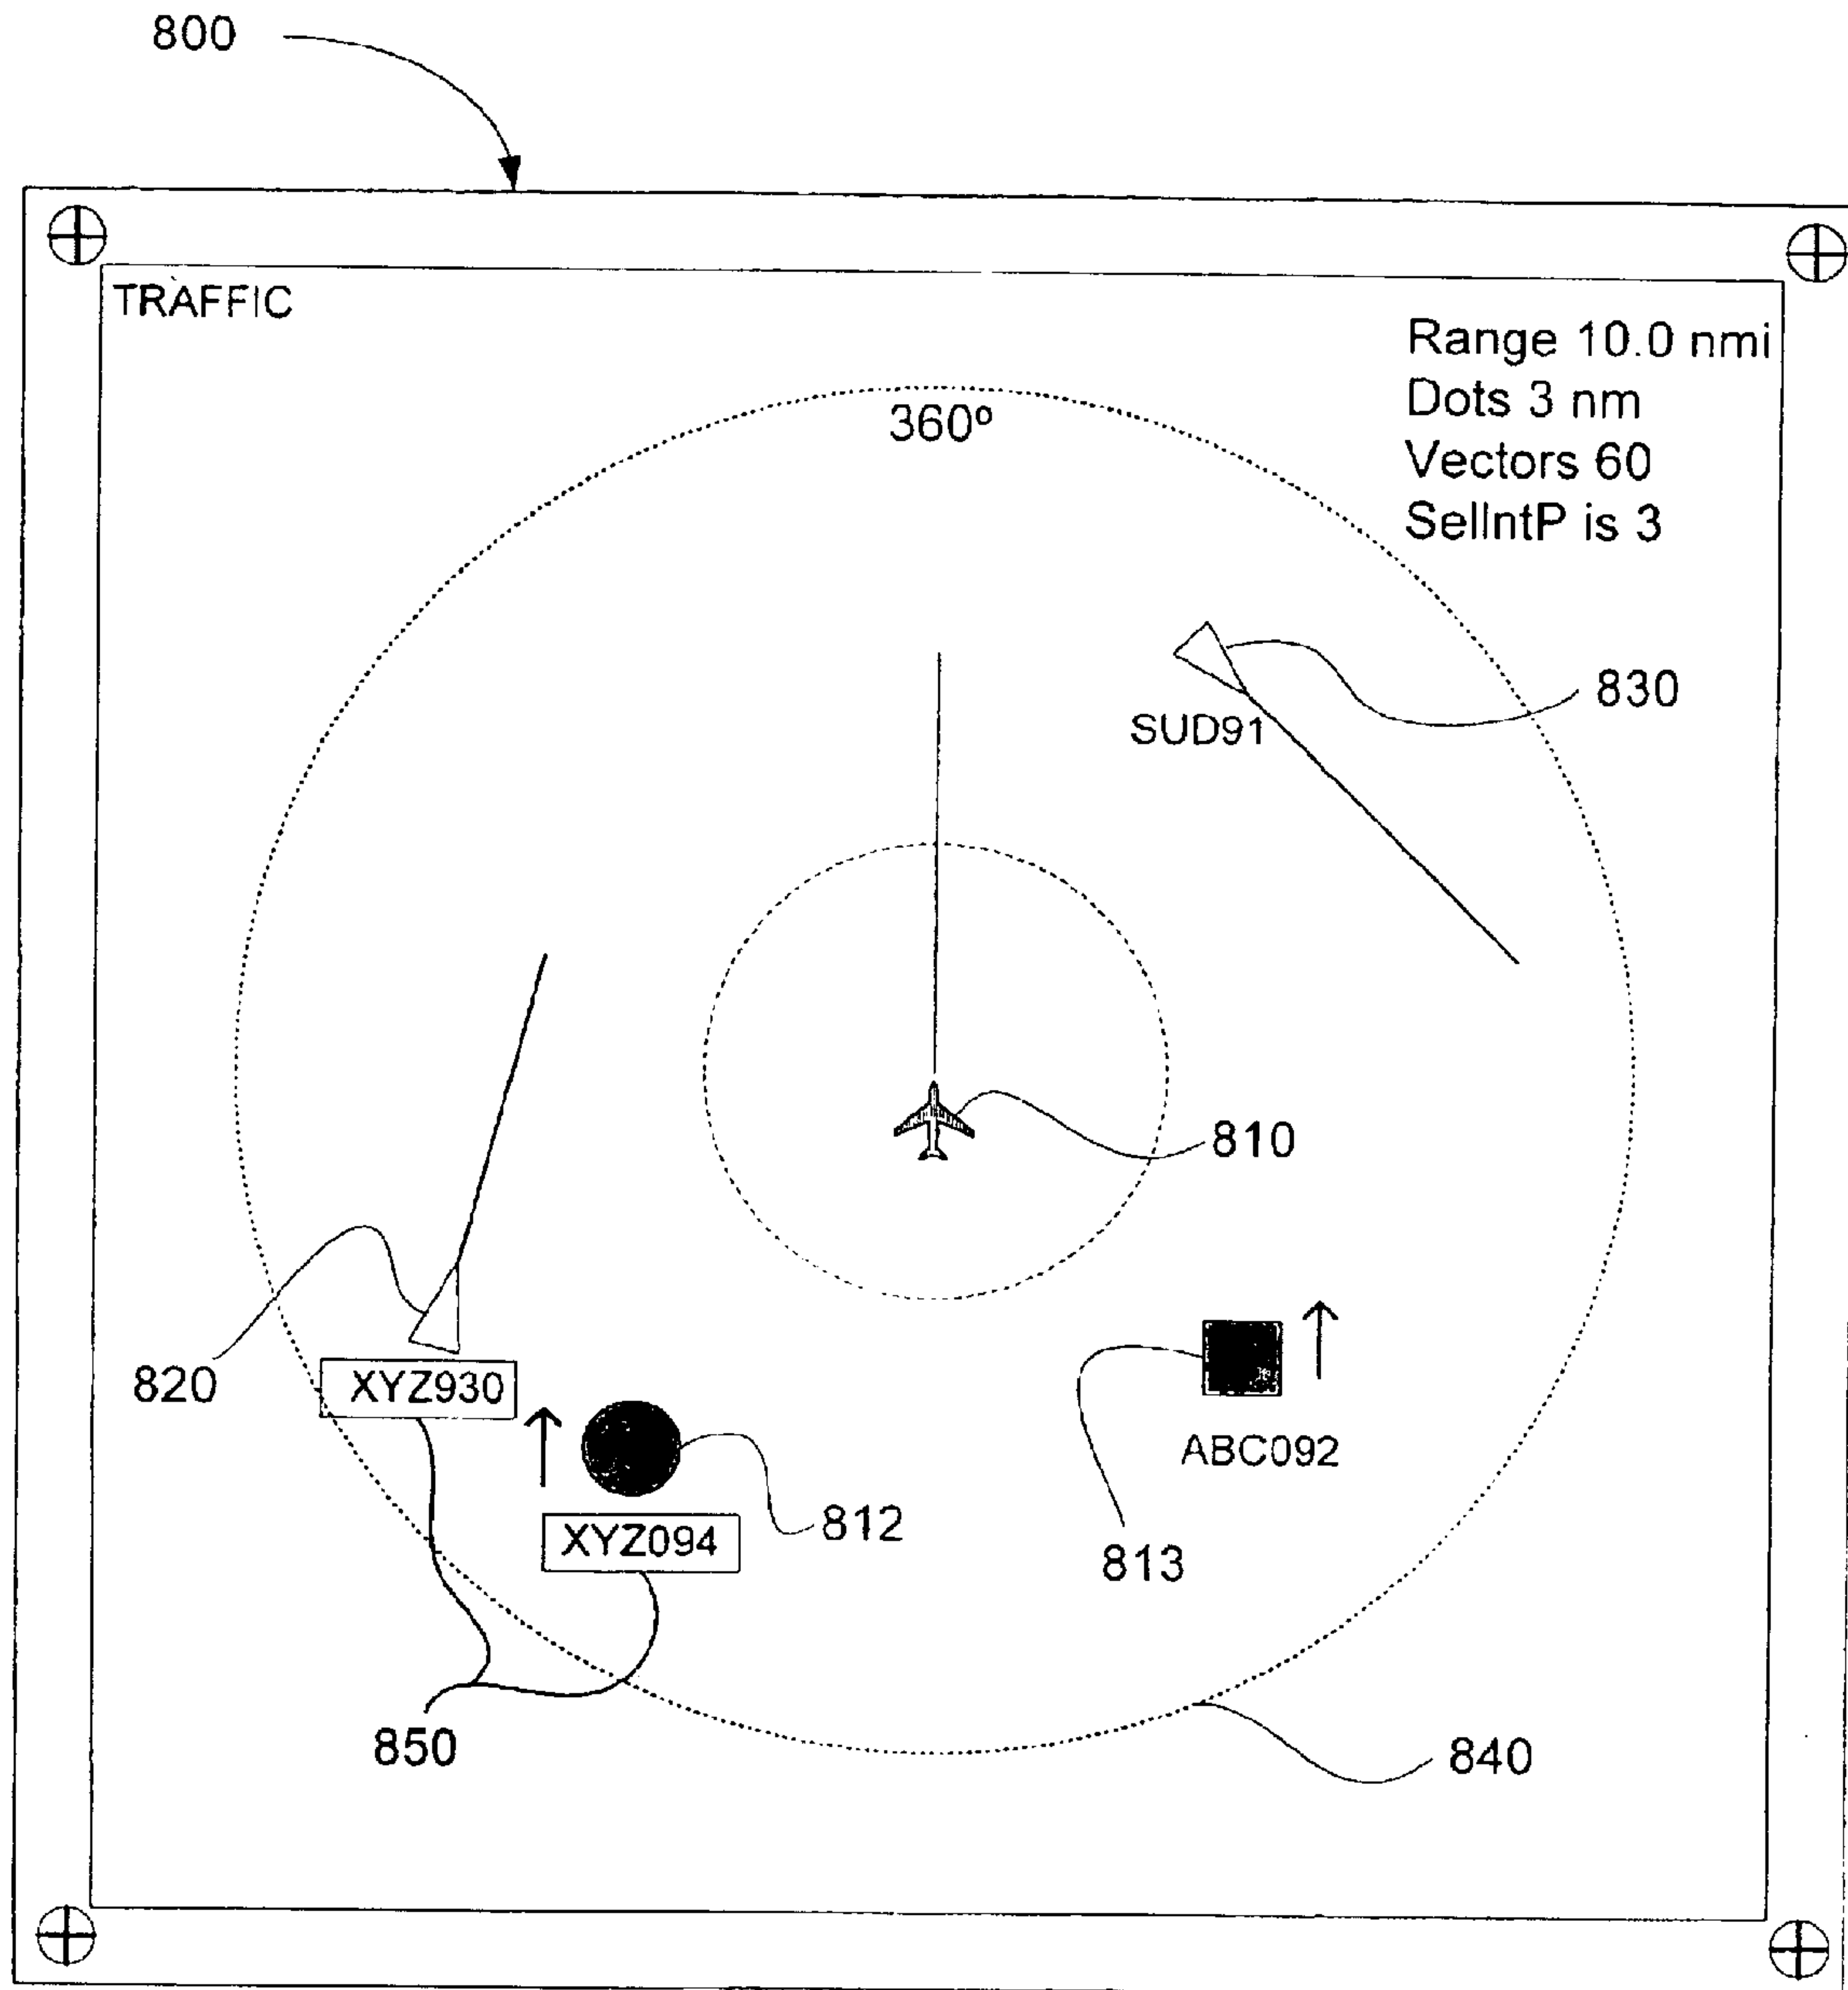 800
TRAFFIC
Range 10.0 nmi
Dots 3 nm
Vectors 60
SelIntP is 3
360º
830
SUD91
810
820
XYZ930
ABC092
812
XYZ094
813
850
840